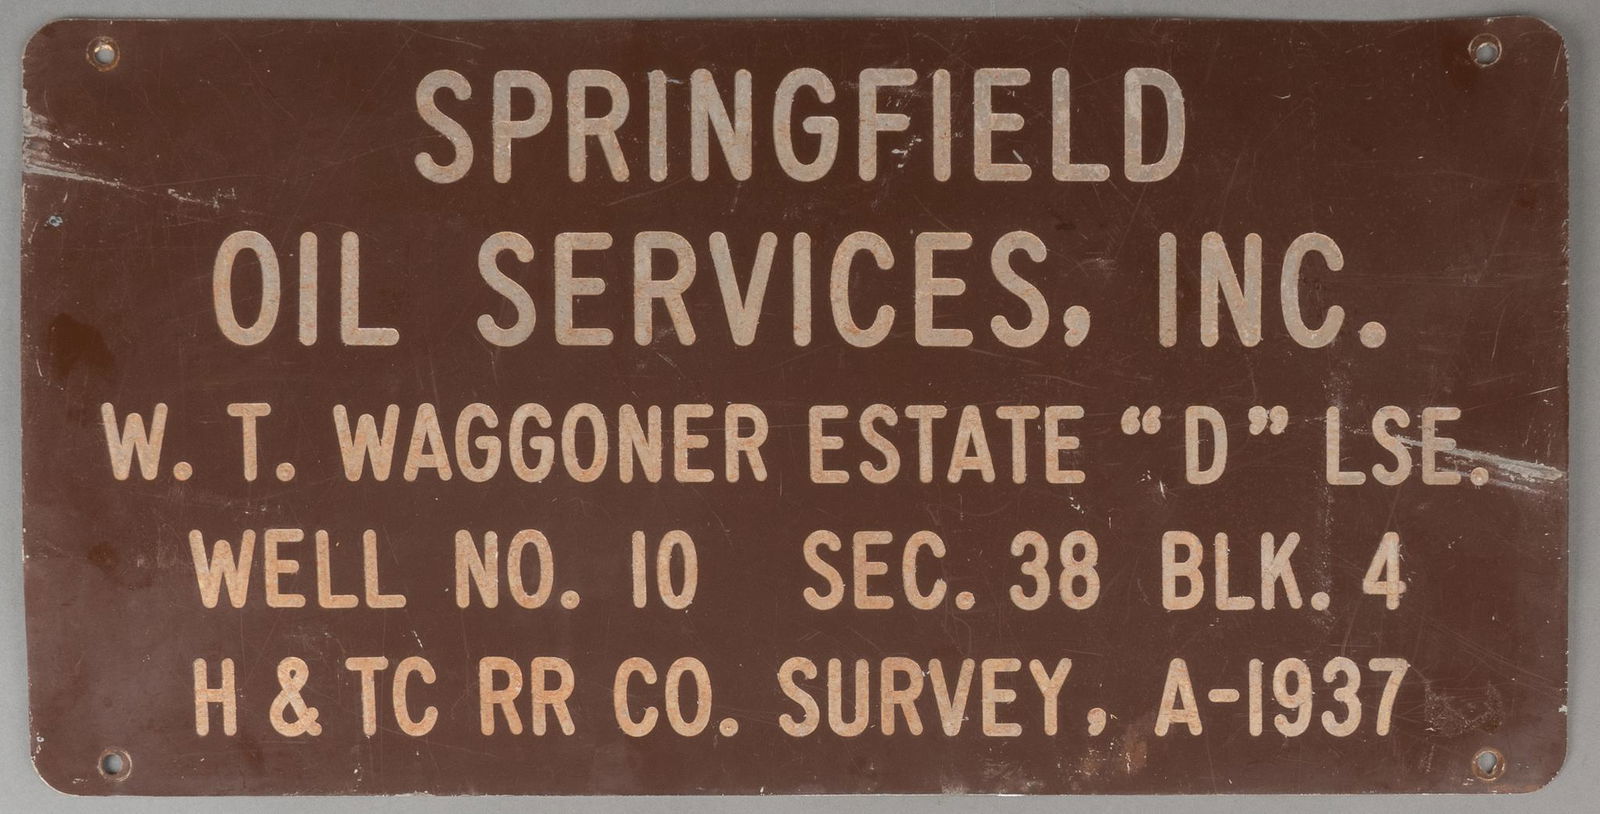 SPRINGFIELD
OIL SERVICES, INC.
W. T. WAGGONER ESTATE “D” LSE.
WELL NO. 10 SEC. 38 BLK. 4
H & TC RR CO. SURVEY, A-1937